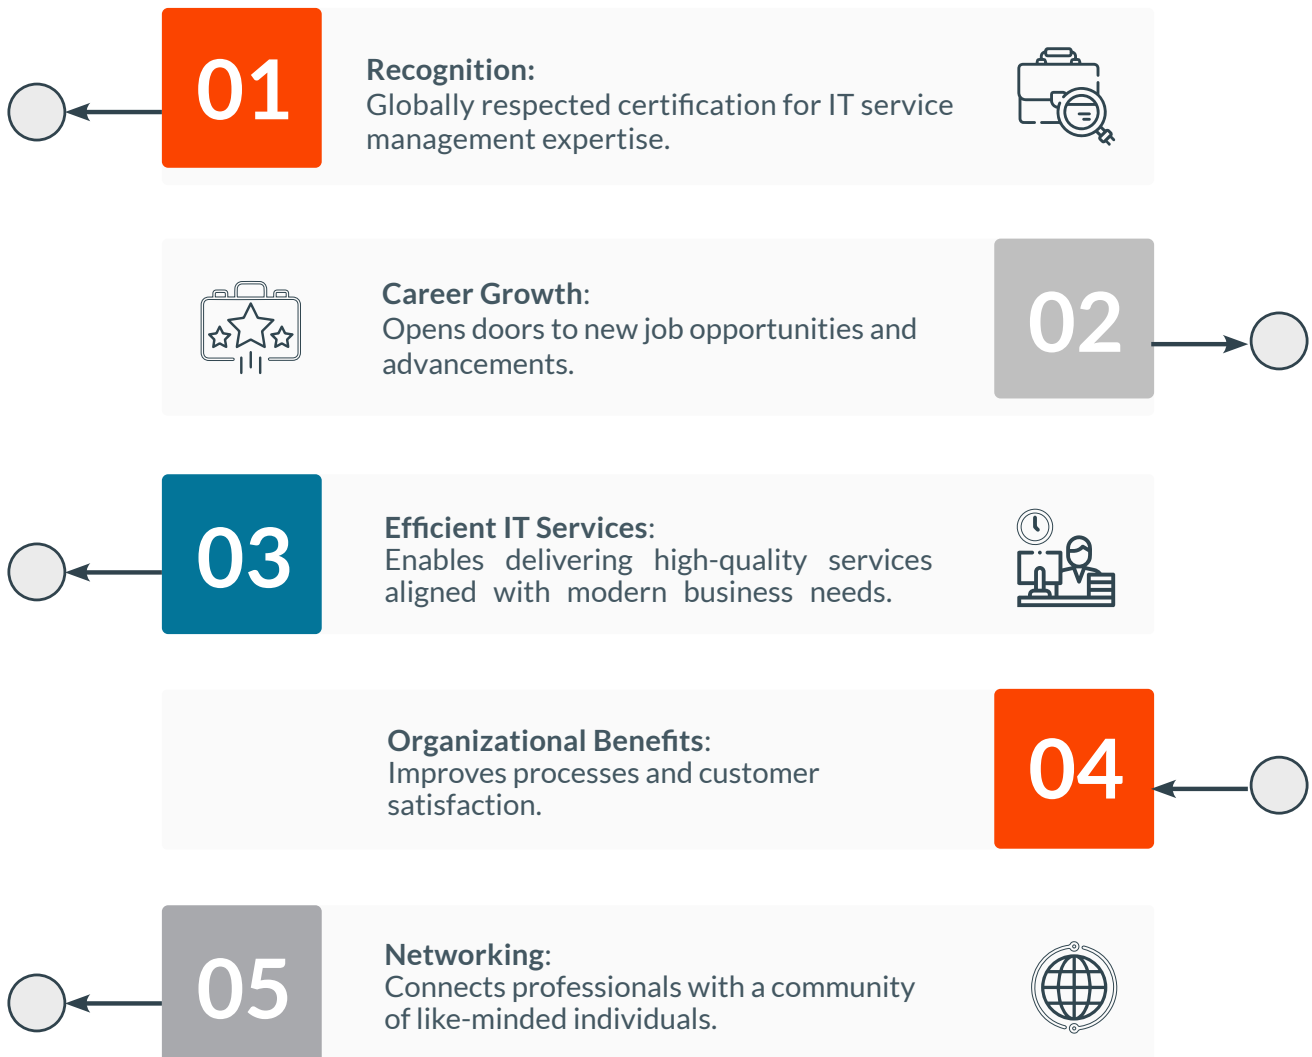 01
Recognition:
Globally respected certification for IT service
management expertise.
Career Growth:
Opens doors to new job opportunities and
advancements.
02
03
Efficient IT Services:
Enables delivering high-quality services
aligned with modern business needs.
Organizational Benefits:
Improves processes and customer
satisfaction.
04
05
Networking:
Connects professionals with a community
of like-minded individuals.